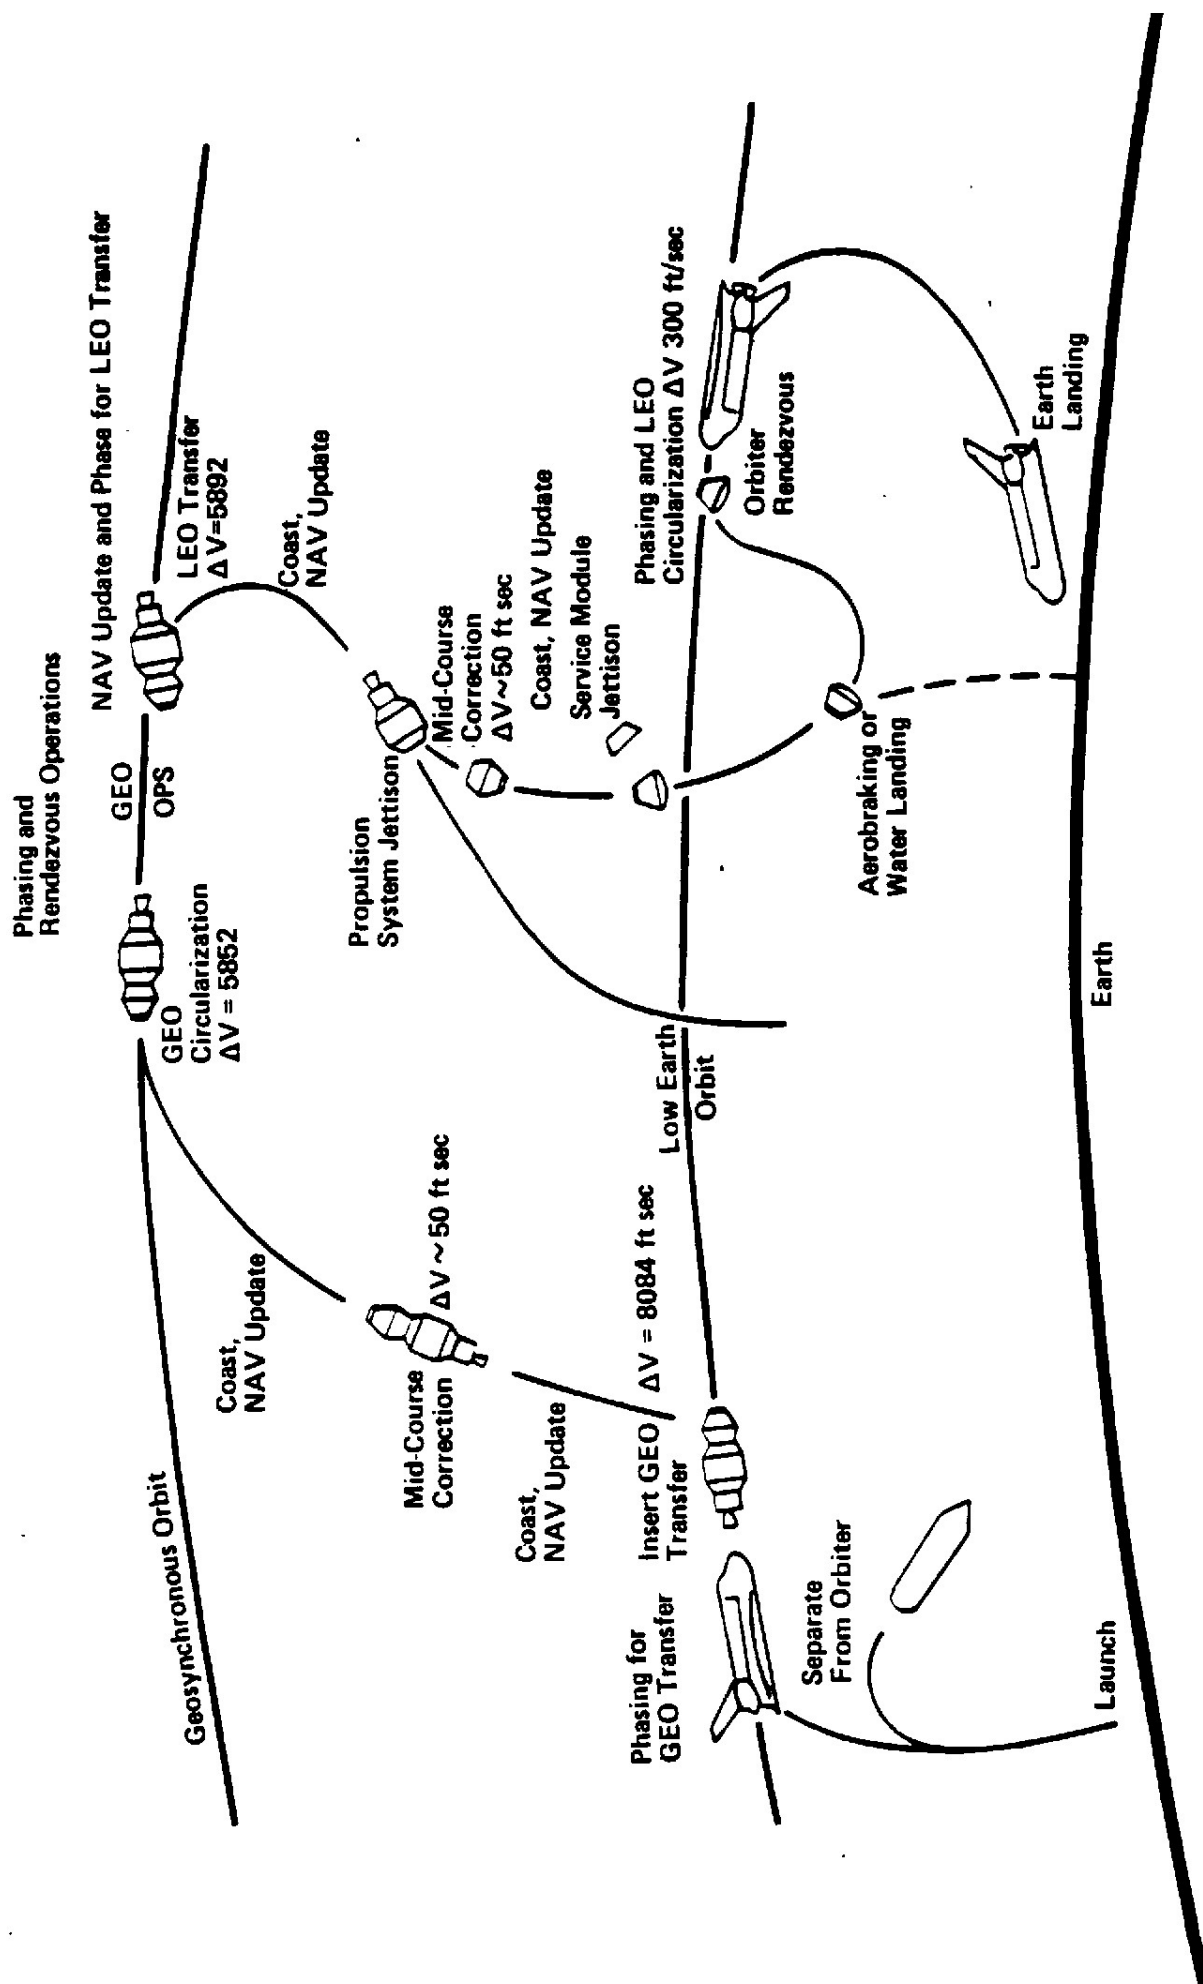 Phasing and
Rendezvous Operations
NAV Update and Phase for LEO Transfer
GEO
OPS
GEO
Circularization
ΔV = 5852
LEO Transfer
ΔV=5892
Geosynchronous Orbit
Coast,
NAV Update
Coast,
NAV Update
Mid-Course
Correction
ΔV ~ 50 ft sec
Propulsion
System Jettison
Mid-Course
Correction
ΔV~50 ft sec
Coast, NAV Update
Service Module
Jettison
Coast,
NAV Update
Phasing for
GEO Transfer
Insert GEO
Transfer
ΔV = 8084 ft sec
Low Earth
Orbit
Phasing and LEO
Circularization ΔV 300 ft/sec
Orbiter
Rendezvous
Separate
From Orbiter
Aerobraking or
Water Landing
Earth
Landing
Launch
Earth